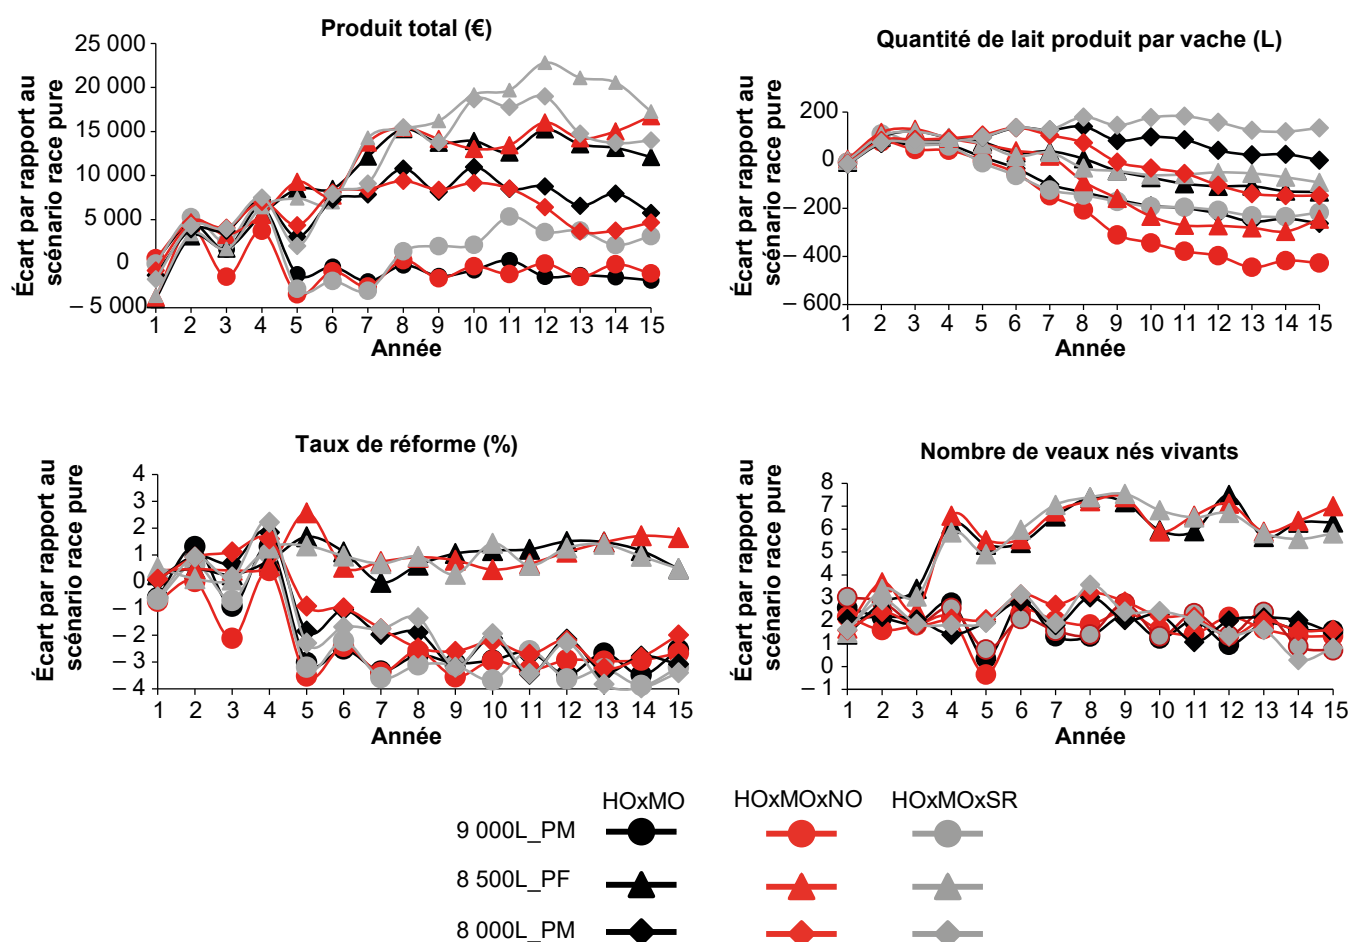 Produit total (€)
Écart par rapport au
scénario race pure
25 000
20 000
15 000
10 000
5 000
0
– 5 000
1 2 3 4 5 6 7 8 9 10 11 12 13 14 15
Année
Quantité de lait produit par vache (L)
Écart par rapport au
scénario race pure
200
0
– 200
– 400
– 600
1 2 3 4 5 6 7 8 9 10 11 12 13 14 15
Année
Taux de réforme (%)
Écart par rapport au
scénario race pure
4
3
2
1
0
– 1
– 2
– 3
– 4
1 2 3 4 5 6 7 8 9 10 11 12 13 14 15
Année
Nombre de veaux nés vivants
Écart par rapport au
scénario race pure
8
7
6
5
4
3
2
1
0
– 1
1 2 3 4 5 6 7 8 9 10 11 12 13 14 15
Année
HOxMO HOxMOxNO HOxMOxSR
9 000L_PM
8 500L_PF
8 000L_PM